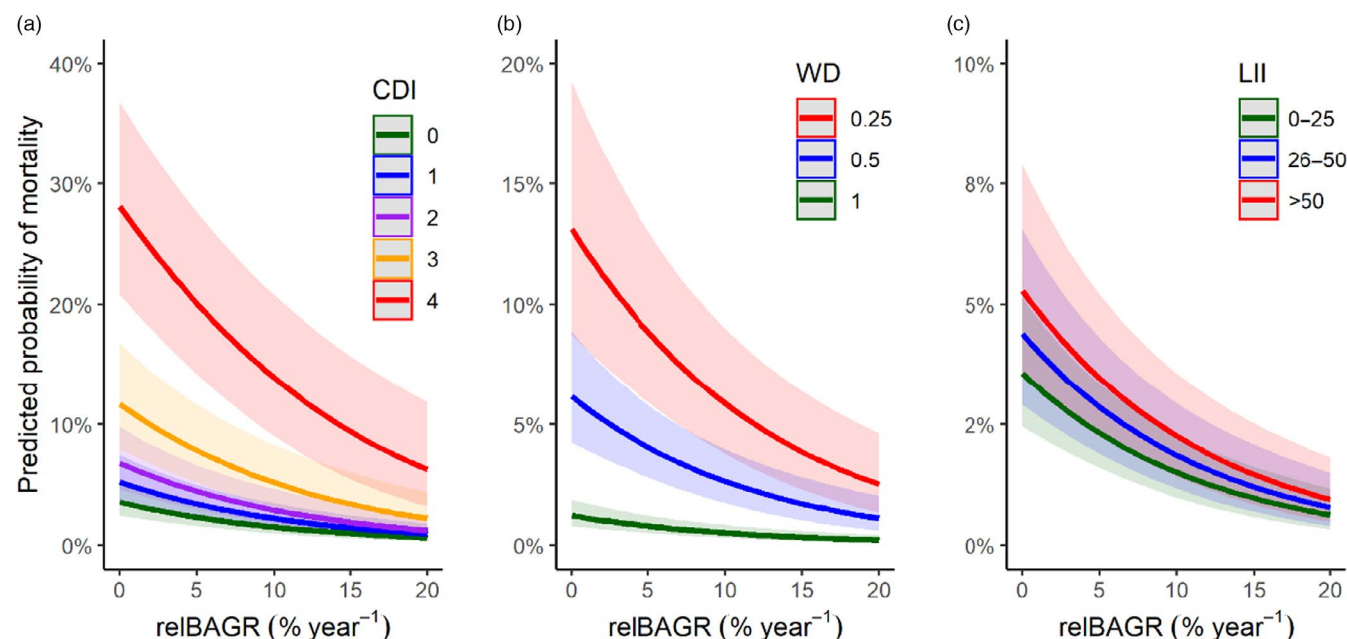 (a)
Predicted probability of mortality
40%
30%
20%
10%
0%
CDI
0
1
2
3
4
0 5 10 15 20
relBAGR (% year⁻¹)
(b)
20%
15%
10%
5%
0%
WD
0.25
0.5
1
0 5 10 15 20
relBAGR (% year⁻¹)
(c)
10%
8%
5%
2%
0%
LII
0–25
26–50
>50
0 5 10 15 20
relBAGR (% year⁻¹)